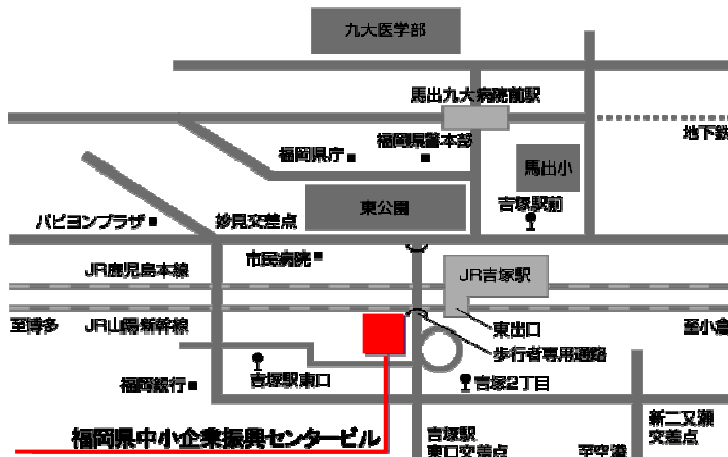 九大医学部
馬出九大病院前駅
地下鉄
福岡県庁
福岡県警本部
馬出小
東公園
吉塚駅前
パピヨンプラザ
妙見交差点
市民病院
JR鹿児島本線
JR吉塚駅
至博多
JR山陽新幹線
東出口
至小倉
歩行者専用通路
福岡銀行
吉塚駅東口
吉塚2丁目
福岡県中小企業振興センタービル
吉塚駅
東口交差点
至空港
新二又瀬
交差点